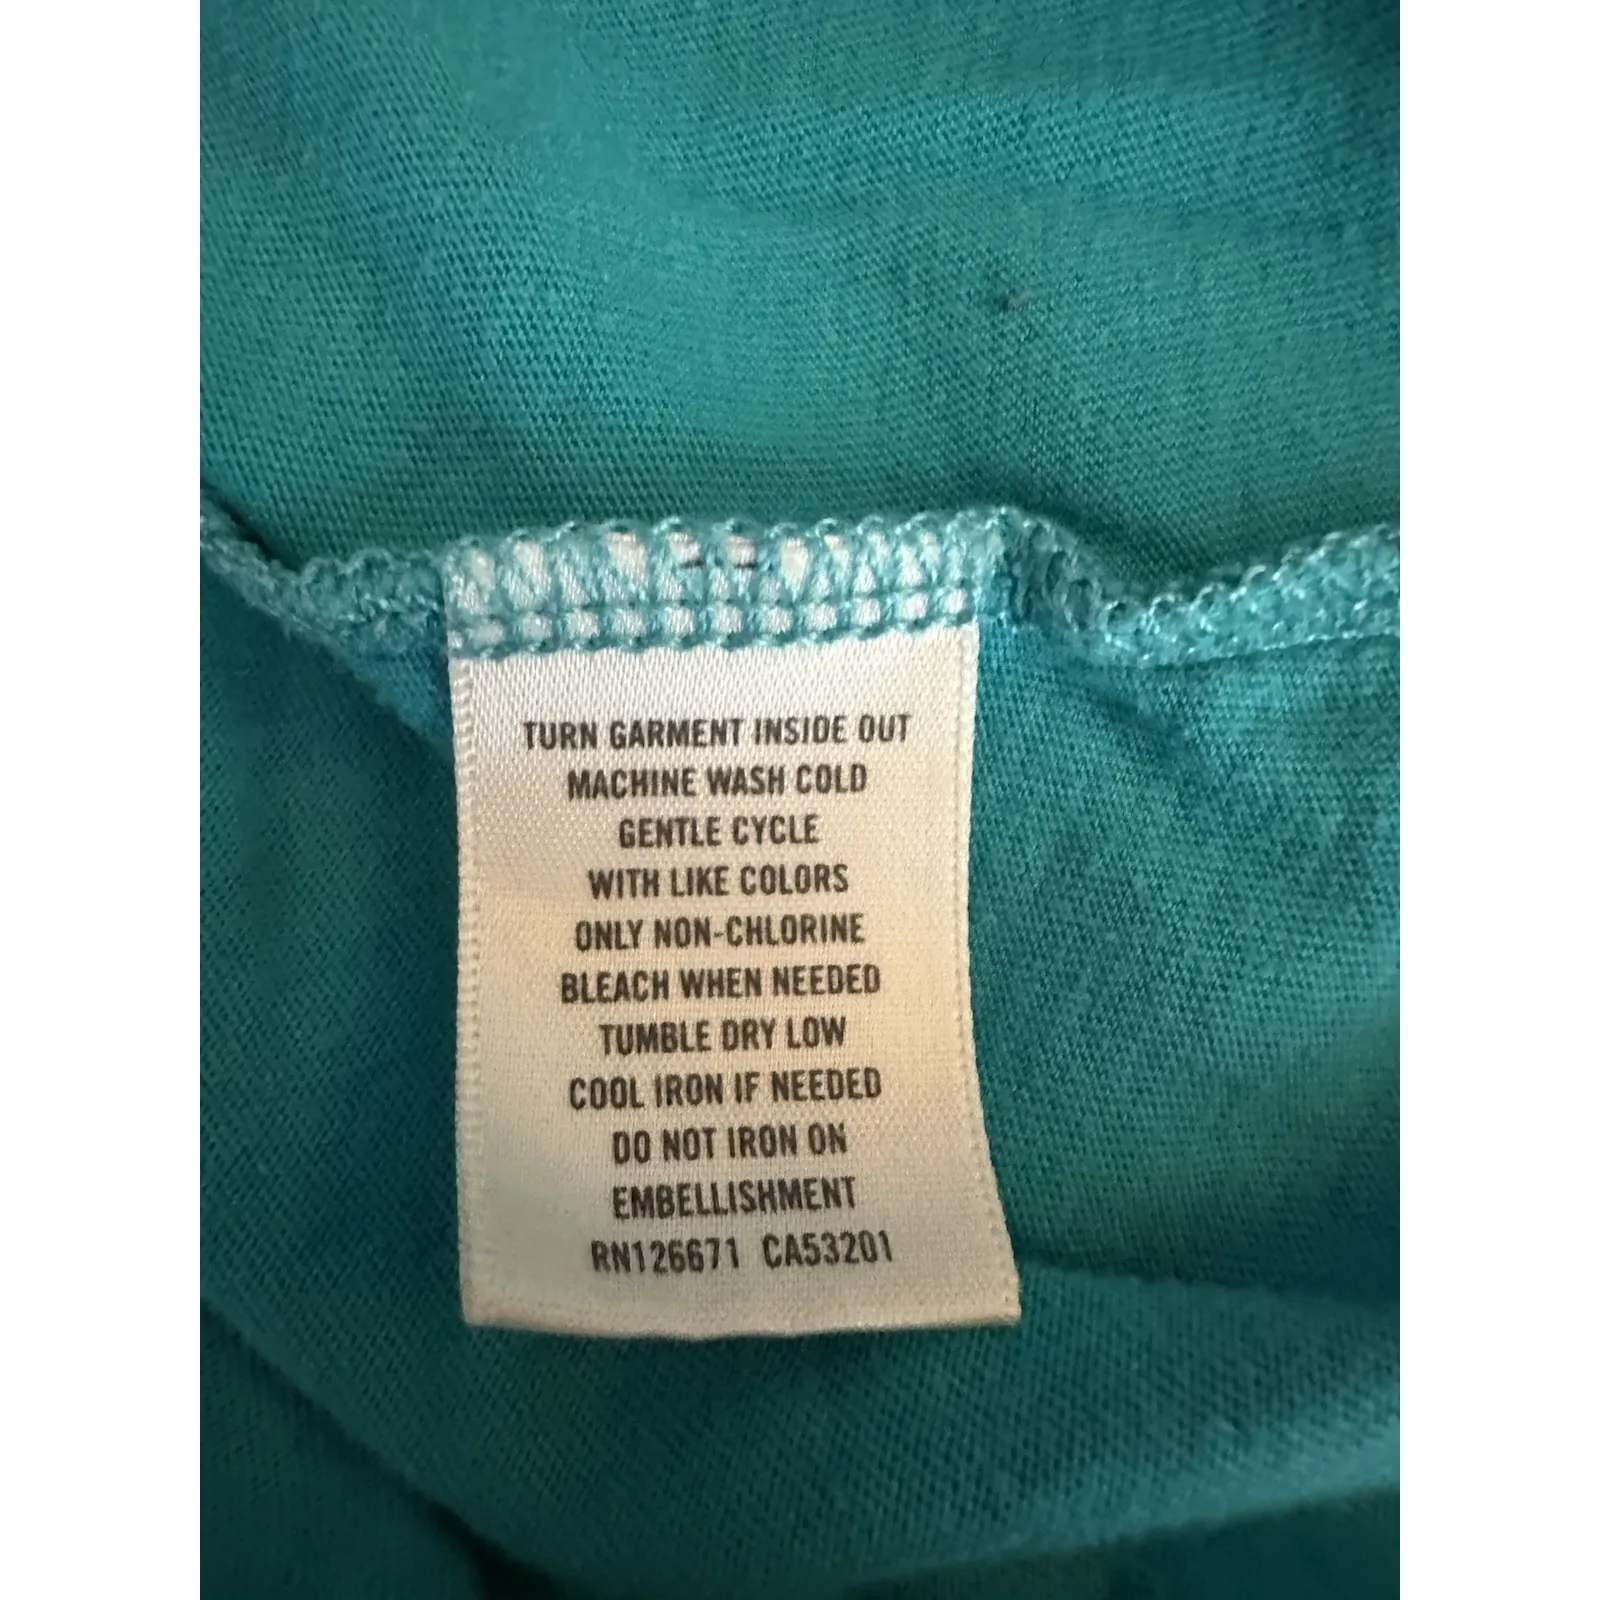 TURN GARMENT INSIDE OUT
MACHINE WASH COLD
GENTLE CYCLE
WITH LIKE COLORS
ONLY NON-CHLORINE
BLEACH WHEN NEEDED
TUMBLE DRY LOW
COOL IRON IF NEEDED
DO NOT IRON ON
EMBELLISHMENT
RN126671 CA53201